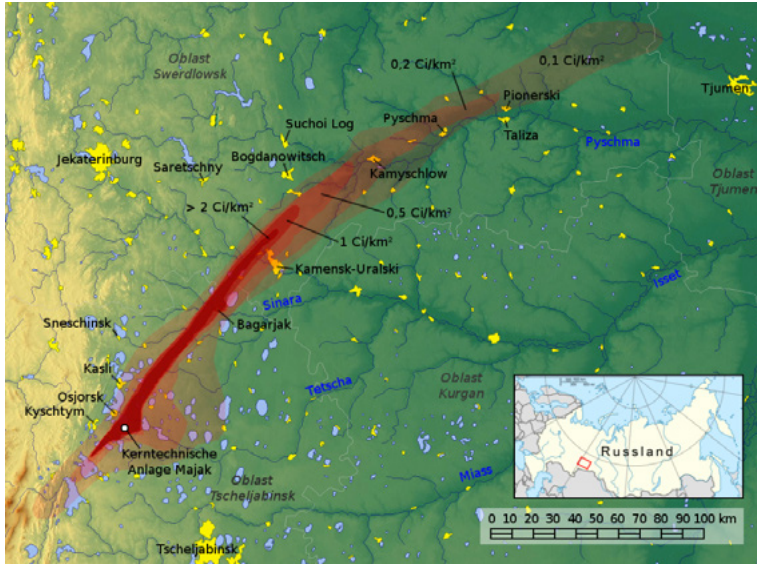 Oblast
Swerdlowsk
0,2 Ci/km²
0,1 Ci/km²
Tjumen
Pionerski
Suchoi Log
Pyschma
Taliza
Pyschma
Jekaterinburg
Bogdanowitsch
Saretschny
Kamyschlow
Oblast
Tjumen
> 2 Ci/km²
0,5 Ci/km²
1 Ci/km²
Kamensk-Uralski
Isset
Sinara
Sneschinsk
Bagarjak
Kasli
Tetscha
Oblast
Kurgan
Osjorsk
Kyschtym
Kerntechnische
Anlage Majak
Russland
Oblast
Tscheljabinsk
Miass
0 10 20 30 40 50 60 70 80 90 100 km
Tscheljabinsk